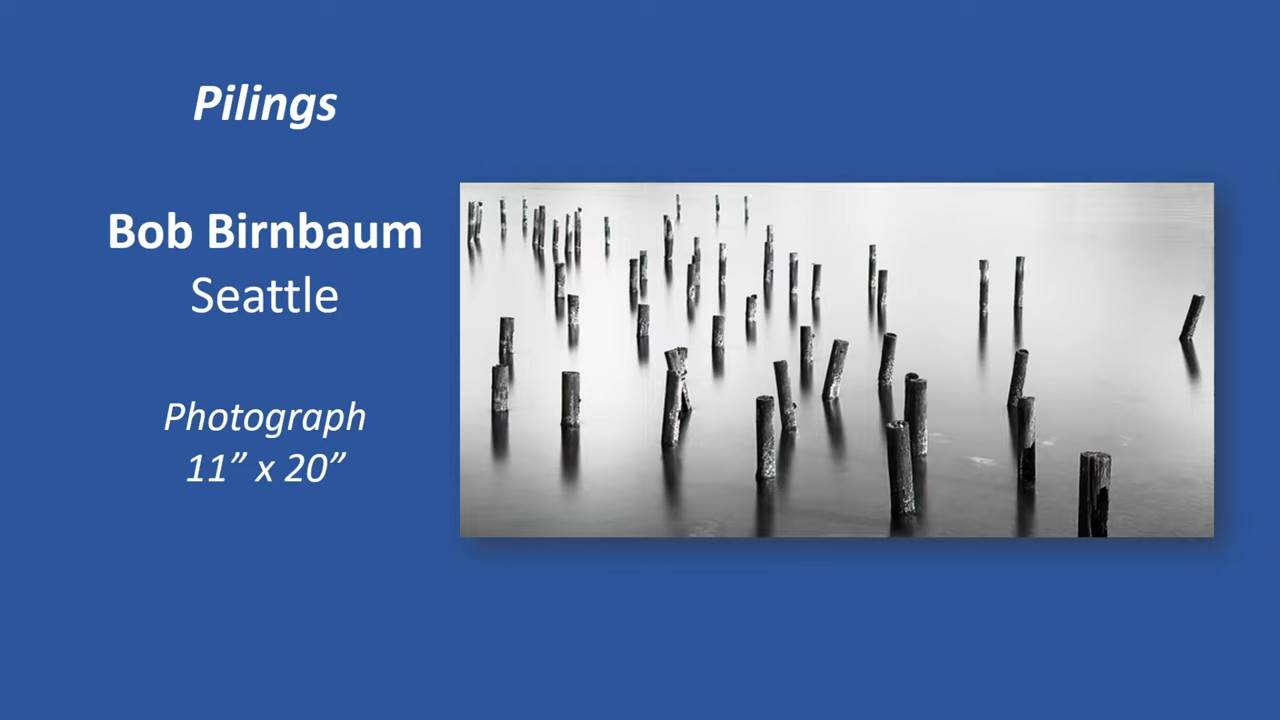 Pilings
Bob Birnbaum
Seattle
Photograph
11” x 20”